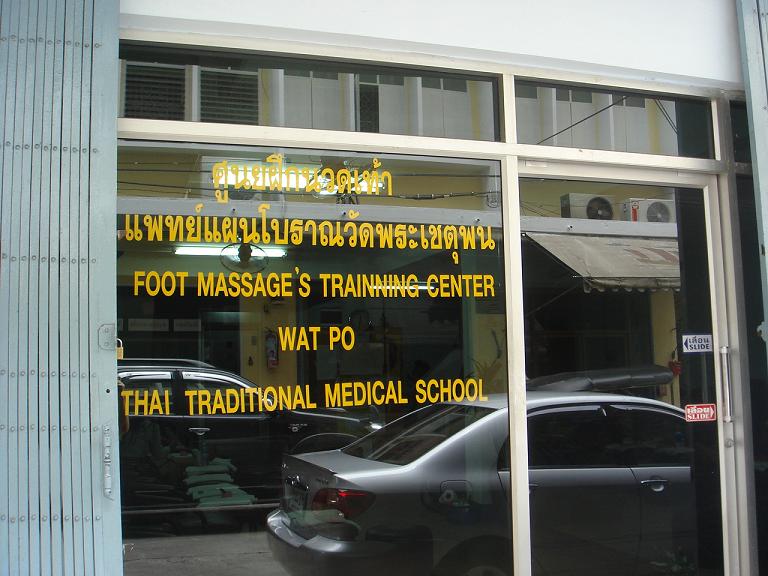 ศูนย์ฝึกนวดเท้า
แพทย์แผนโบราณวัดพระเชตุพน
FOOT MASSAGE'S TRAINNING CENTER
WAT PO
THAI TRADITIONAL MEDICAL SCHOOL
เลื่อน
SLIDE
เลื่อน
SLIDE